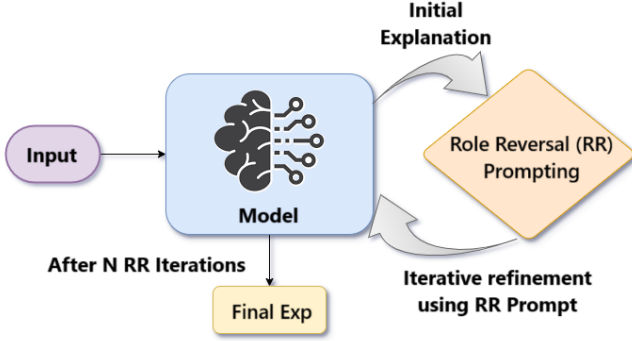 Initial
Explanation
Input
Model
Role Reversal (RR)
Prompting
After N RR Iterations
Final Exp
Iterative refinement
using RR Prompt